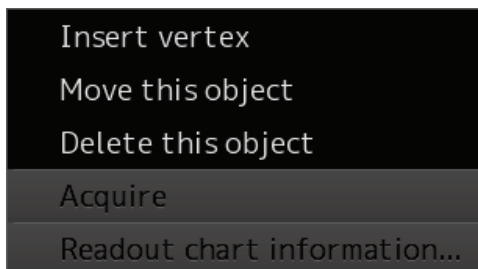 Insert vertex
Move this object
Delete this object
Acquire
Readout chart information...